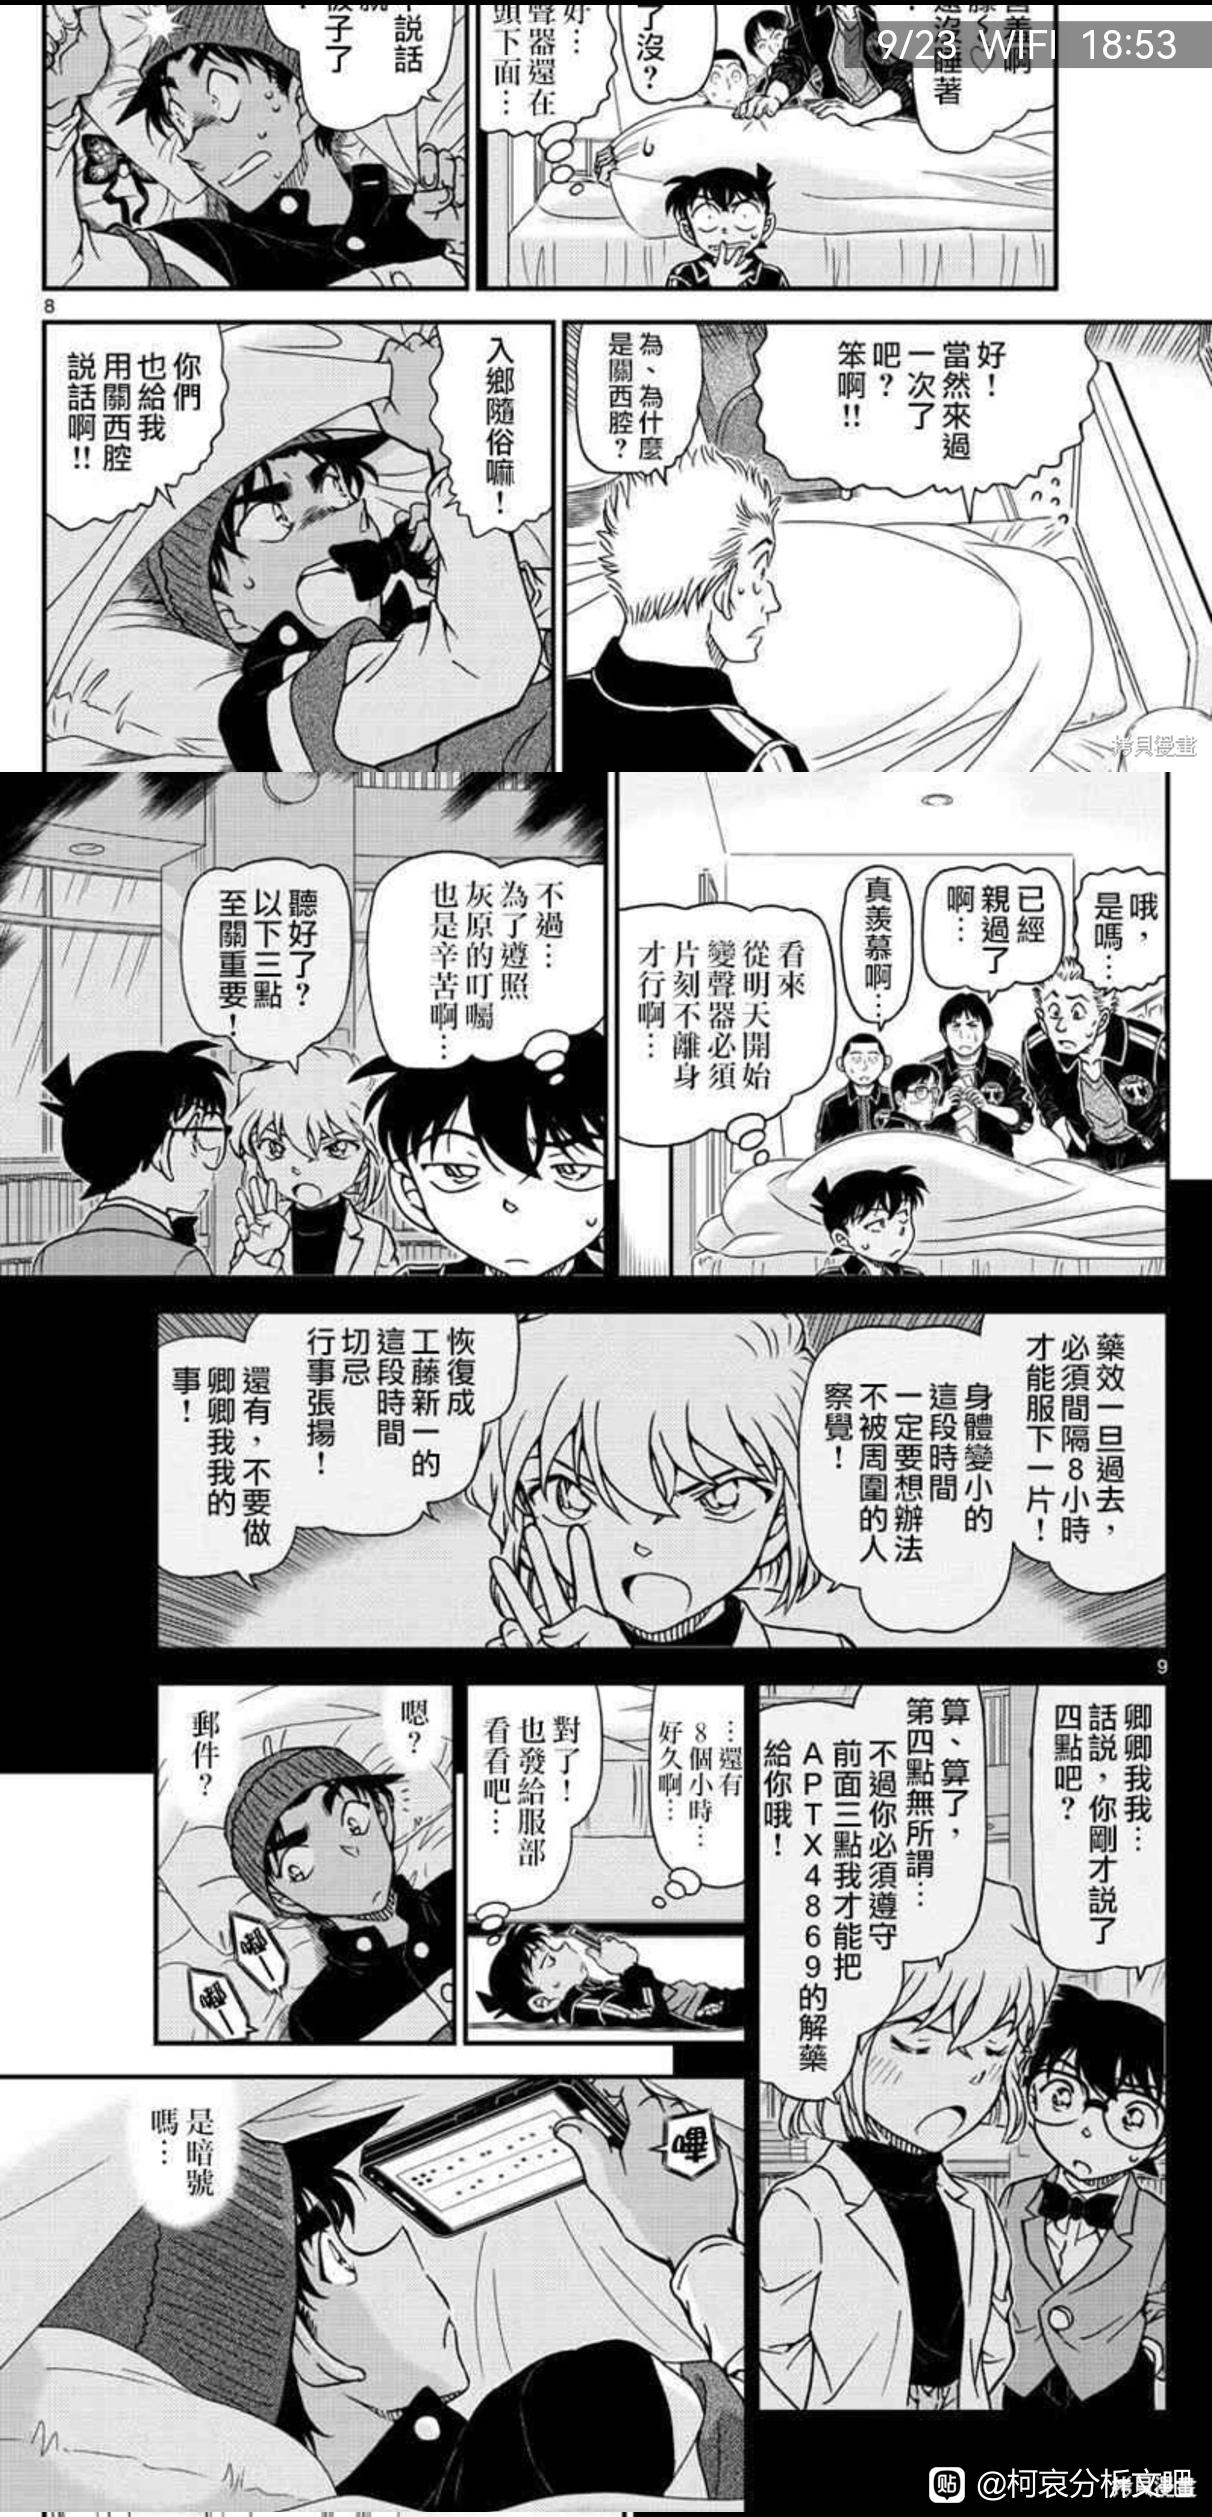 9/23 WIFI 18:53
善美啊
藤く♡
還沒睡著
了沒?
好…
聲器還在
頭下面…
說話
被子了
8
好!
當然來過
一次了
吧?
笨啊!!
為、為什麼
是關西腔?
入鄉隨俗嘛!
你們
也給我
用關西腔
說話啊!!
拷貝漫畫
哦,
是嗎…
已經
親過了
啊…
真羨慕啊…
看來
從明天開始
變聲器必須
片刻不離身
才行啊…
不過…
為了遵照
灰原的叮囑
也是辛苦啊…
聽好了?
以下三點
至關重要!
藥效一旦過去,
必須間隔8小時
才能服下一片!
身體變小的
這段時間
一定要想辦法
不被周圍的人
察覺!
恢復成
工藤新一的
這段時間
切忌
行事張揚!
還有,不要做
卿卿我我的
事!
9
卿卿我我…
話説,你剛才説了
四點吧?
算、算了,
第四點無所謂…
不過你必須遵守
前面三點我才能把
APTX4869的解藥
給你哦!
…還有
8個小時…
好久啊…
對了!
也發給服部
看看吧…
嗯?
郵件?
嘟—
嘟—
嗶
是暗號
嗎…
貼 @柯哀分析文吧
拷貝漫畫